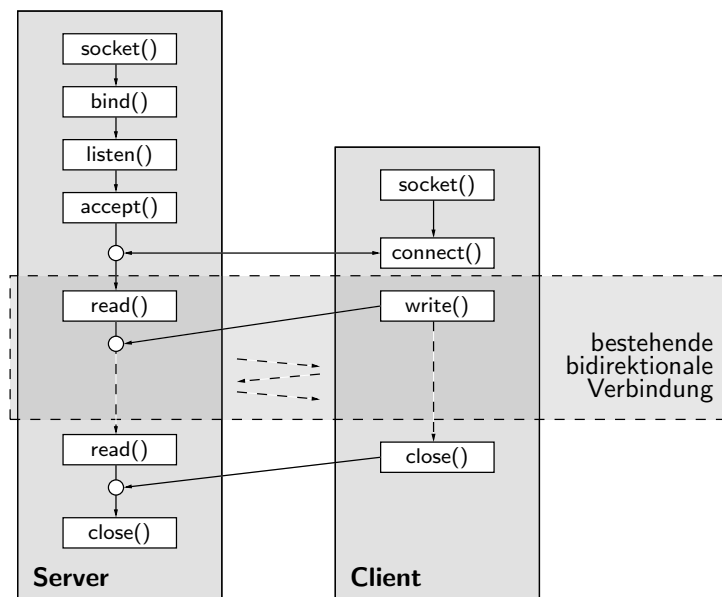 socket()
bind()
listen()
accept()
read()
read()
close()
Server
socket()
connect()
write()
close()
Client
bestehende
bidirektionale
Verbindung